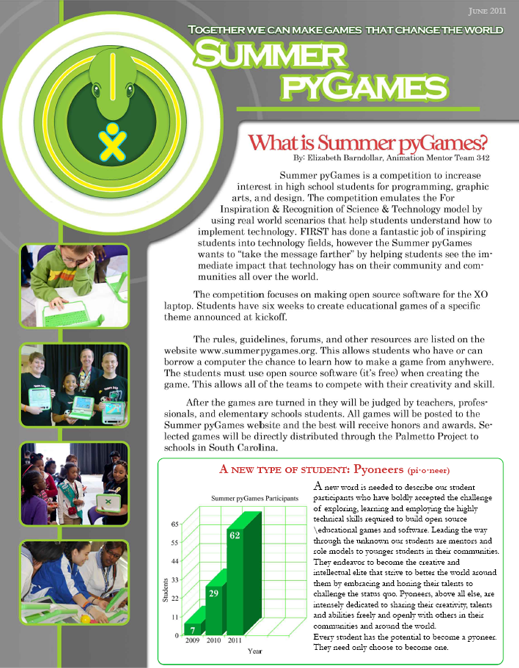 JUNE 2011
TOGETHER WE CAN MAKE GAMES THAT CHANGE THE WORLD
SUMMER
PYGAMES
What is Summer pyGames?
By: Elizabeth Barndollar, Animation Mentor Team 342
Summer pyGames is a competition to increase
interest in high school students for programming, graphic
arts, and design. The competition emulates the For
Inspiration & Recognition of Science & Technology model by
using real world scenarios that help students understand how to
implement technology. FIRST has done a fantastic job of inspiring
students into technology fields, however the Summer pyGames
wants to "take the message farther" by helping students see the im-
mediate impact that technology has on their community and com-
munities all over the world.
The competition focuses on making open source software for the XO
laptop. Students have six weeks to create educational games of a specific
theme announced at kickoff.
The rules, guidelines, forums, and other resources are listed on the
website www.summerpygames.org. This allows students who have or can
borrow a computer the chance to learn how to make a game from anyhwere.
The students must use open source software (it's free) when creating the
game. This allows all of the teams to compete with their creativity and skill.
After the games are turned in they will be judged by teachers, profes-
sionals, and elementary schools students. All games will be posted to the
Summer pyGames website and the best will receive honors and awards. Se-
lected games will be directly distributed through the Palmetto Project to
schools in South Carolina.
A NEW TYPE OF STUDENT: Pyoneers (pi·o·neer)
A new word is needed to describe our student
participants who have boldly accepted the challenge
of exploring, learning and employing the highly
technical skills required to build open source
\educational games and software. Leading the way
through the unknown our students are mentors and
role models to younger students in their communities.
They endeavor to become the creative and
intellectual elite that strive to better the world around
them by embracing and honing their talents to
challenge the status quo. Pyoneers, above all else, are
intensely dedicated to sharing their creativity, talents
and abilities freely and openly with others in their
communities and around the world.
Every student has the potential to become a pyoneer.
They need only choose to become one.
Summer pyGames Participants
Students
65
55
44
33
22
11
0
7
29
62
2009 2010 2011
Year